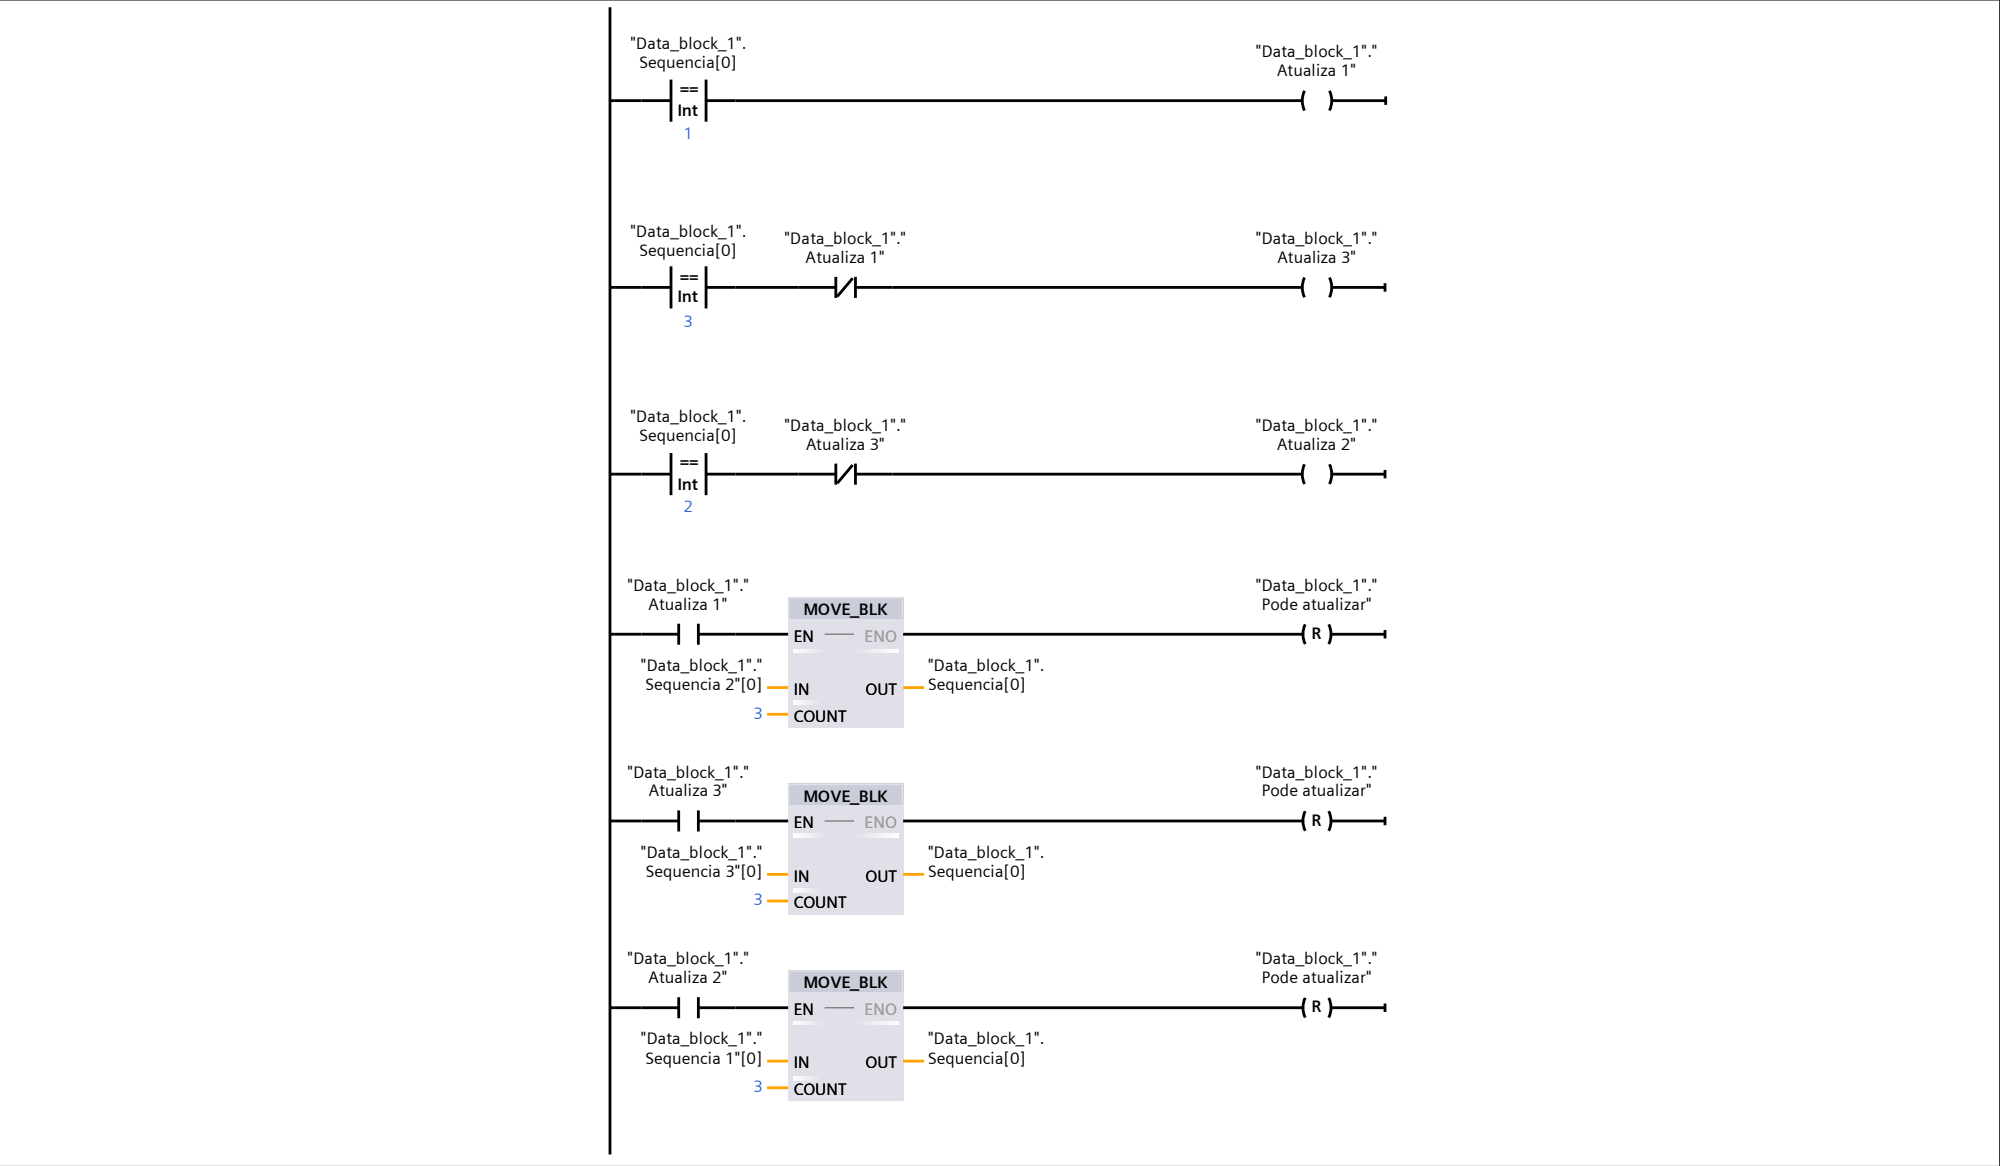 "Data_block_1".
Sequencia[0]
"Data_block_1"."
Atualiza 1"
==
Int
1
"Data_block_1".
Sequencia[0]
"Data_block_1"."
Atualiza 1"
"Data_block_1"."
Atualiza 3"
==
Int
3
"Data_block_1".
Sequencia[0]
"Data_block_1"."
Atualiza 3"
"Data_block_1"."
Atualiza 2"
==
Int
2
"Data_block_1"."
Atualiza 1"
"Data_block_1"."
Pode atualizar"
MOVE_BLK
EN ENO
R
"Data_block_1"."
Sequencia 2"[0]
IN OUT
"Data_block_1".
Sequencia[0]
3 COUNT
"Data_block_1"."
Atualiza 3"
"Data_block_1"."
Pode atualizar"
MOVE_BLK
EN ENO
R
"Data_block_1"."
Sequencia 3"[0]
IN OUT
"Data_block_1".
Sequencia[0]
3 COUNT
"Data_block_1"."
Atualiza 2"
"Data_block_1"."
Pode atualizar"
MOVE_BLK
EN ENO
R
"Data_block_1"."
Sequencia 1"[0]
IN OUT
"Data_block_1".
Sequencia[0]
3 COUNT